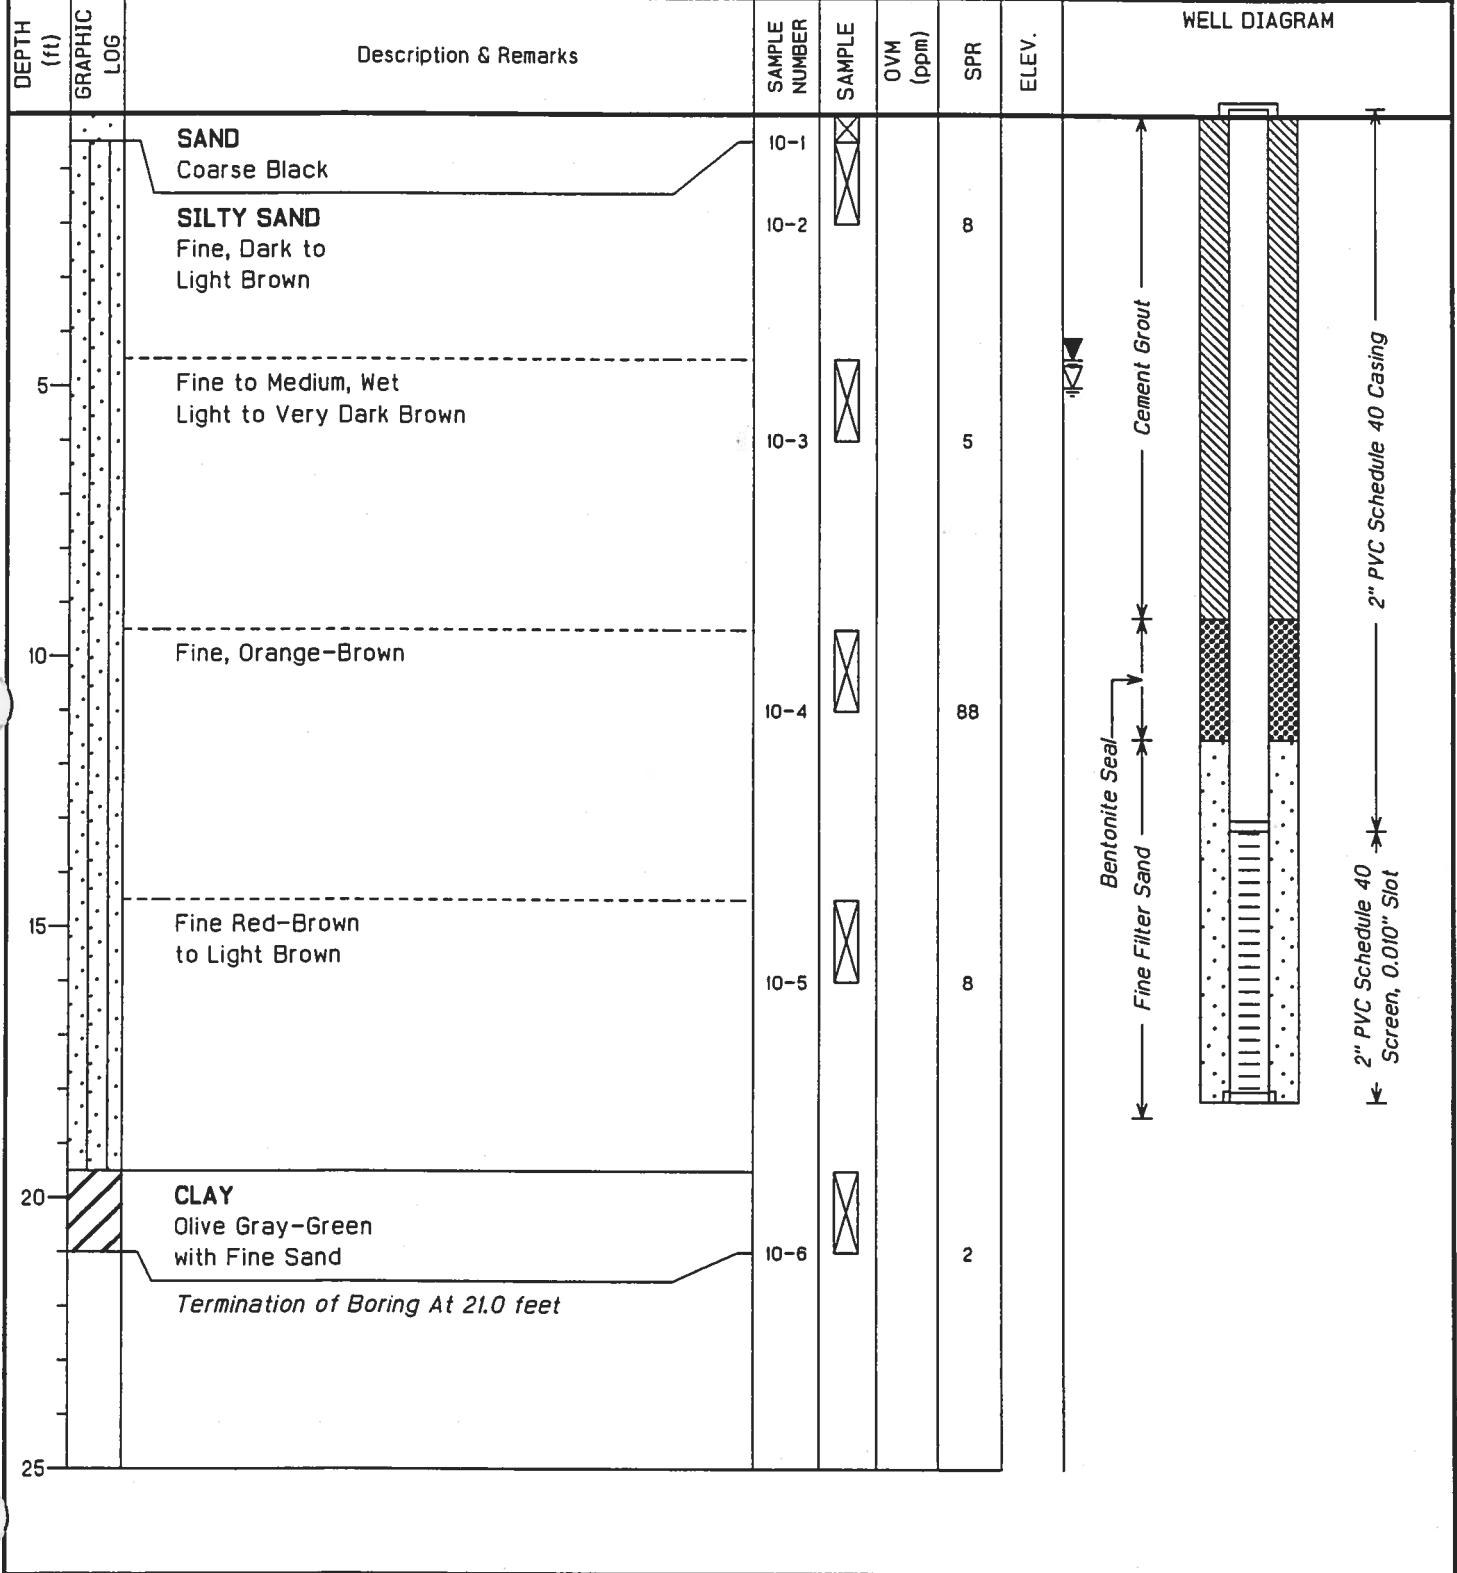 DEPTH (ft)
GRAPHIC LOG
Description & Remarks
SAMPLE NUMBER
SAMPLE
OVM (ppm)
SPR
ELEV.
WELL DIAGRAM
SAND
Coarse Black
10-1
SILTY SAND
Fine, Dark to
Light Brown
10-2
8
5
Fine to Medium, Wet
Light to Very Dark Brown
10-3
5
10
Fine, Orange-Brown
10-4
88
15
Fine Red-Brown
to Light Brown
10-5
8
20
CLAY
Olive Gray-Green
with Fine Sand
10-6
2
Termination of Boring At 21.0 feet
25
Cement Grout
Bentonite Seal
Fine Filter Sand
2" PVC Schedule 40 Casing
2" PVC Schedule 40
Screen, 0.010" Slot